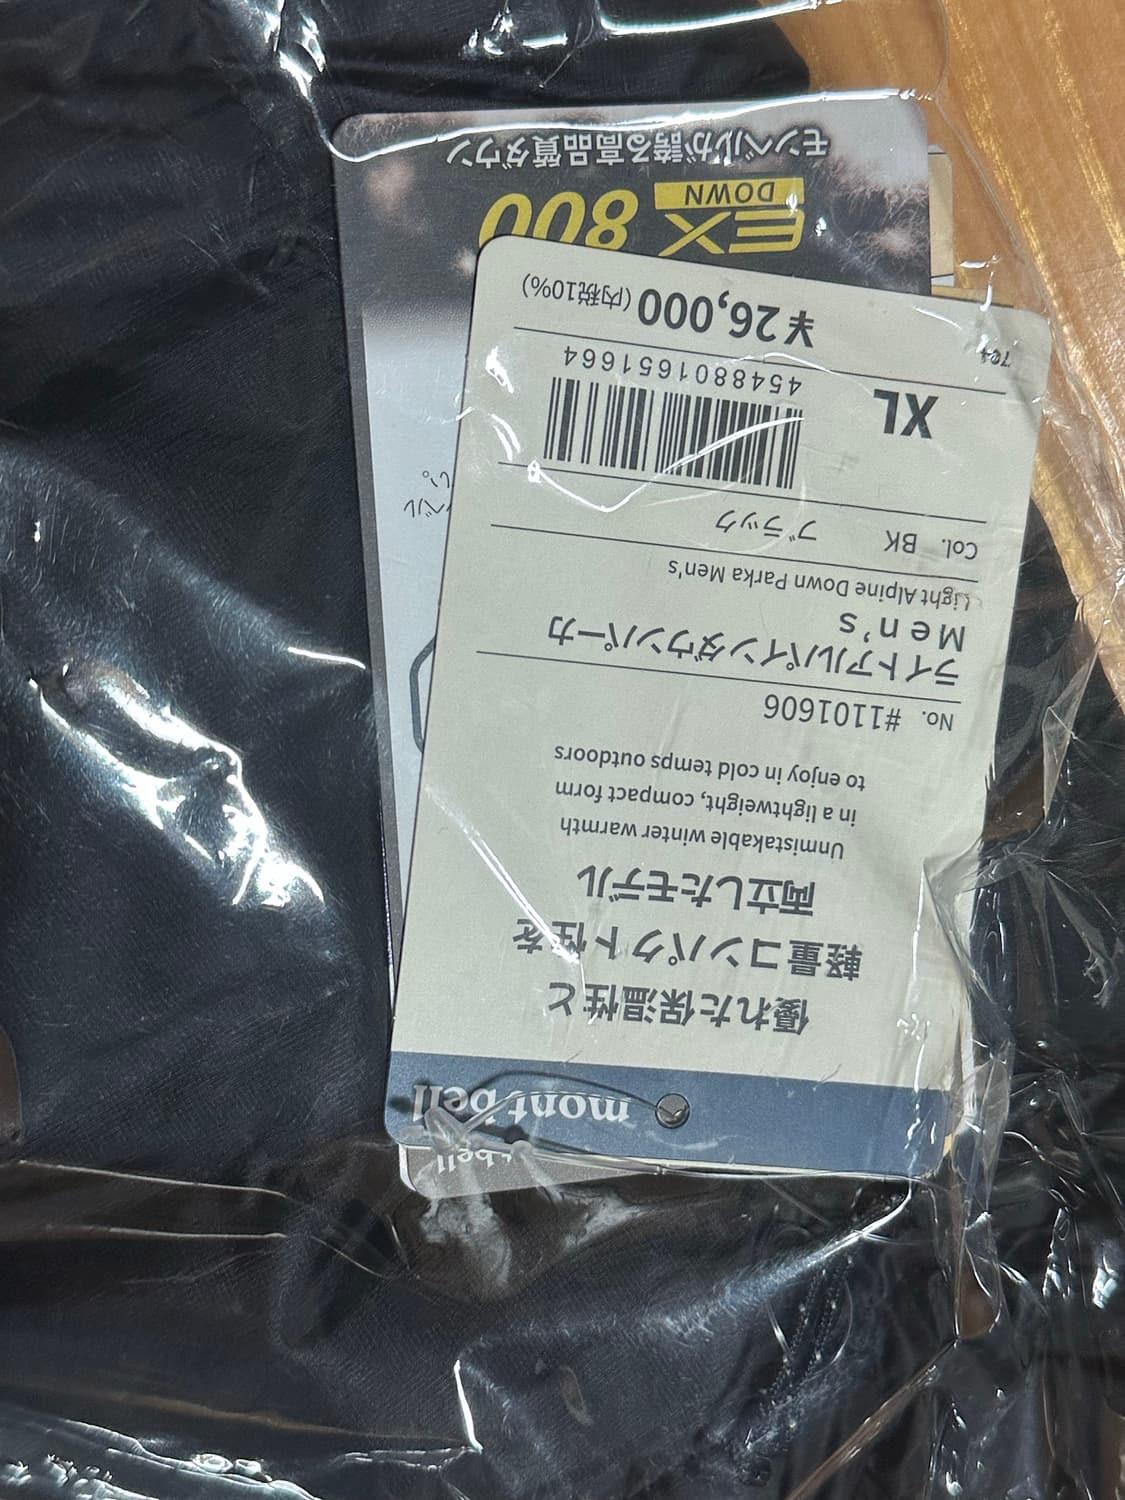 mont bell
優れた保温性と
軽量コンパクト性を
両立したモデル
Unmistakable winter warmth
in a lightweight, compact form
to enjoy in cold temps outdoors
No. #1101606
ライトアルパインダウンパーカ
Men's
Light Alpine Down Parka Men's
Col. BK ブラック
XL
4548801651664
¥26,000(内税10%)
t bell
ベル
い。
EX 800
DOWN
モンベルが誇る高品質ダウン